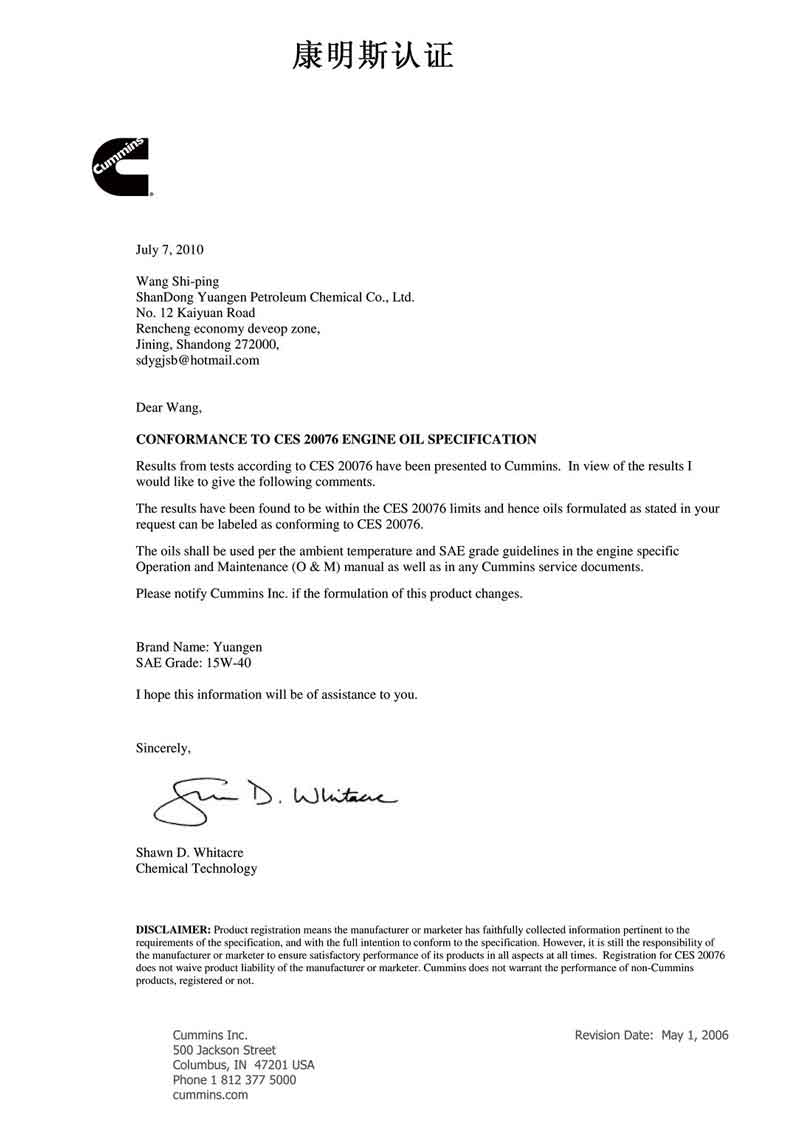 康明斯认证
Cummins
July 7, 2010
Wang Shi-ping
ShanDong Yuangen Petroleum Chemical Co., Ltd.
No. 12 Kaiyuan Road
Rencheng economy deveop zone,
Jining, Shandong 272000,
sdygjsb@hotmail.com
Dear Wang,
CONFORMANCE TO CES 20076 ENGINE OIL SPECIFICATION
Results from tests according to CES 20076 have been presented to Cummins. In view of the results I
would like to give the following comments.
The results have been found to be within the CES 20076 limits and hence oils formulated as stated in your
request can be labeled as conforming to CES 20076.
The oils shall be used per the ambient temperature and SAE grade guidelines in the engine specific
Operation and Maintenance (O & M) manual as well as in any Cummins service documents.
Please notify Cummins Inc. if the formulation of this product changes.
Brand Name: Yuangen
SAE Grade: 15W-40
I hope this information will be of assistance to you.
Sincerely,
Shawn D. Whitacre
Shawn D. Whitacre
Chemical Technology
DISCLAIMER: Product registration means the manufacturer or marketer has faithfully collected information pertinent to the
requirements of the specification, and with the full intention to conform to the specification. However, it is still the responsibility of
the manufacturer or marketer to ensure satisfactory performance of its products in all aspects at all times. Registration for CES 20076
does not waive product liability of the manufacturer or marketer. Cummins does not warrant the performance of non-Cummins
products, registered or not.
Cummins Inc.
500 Jackson Street
Columbus, IN 47201 USA
Phone 1 812 377 5000
cummins.com
Revision Date: May 1, 2006